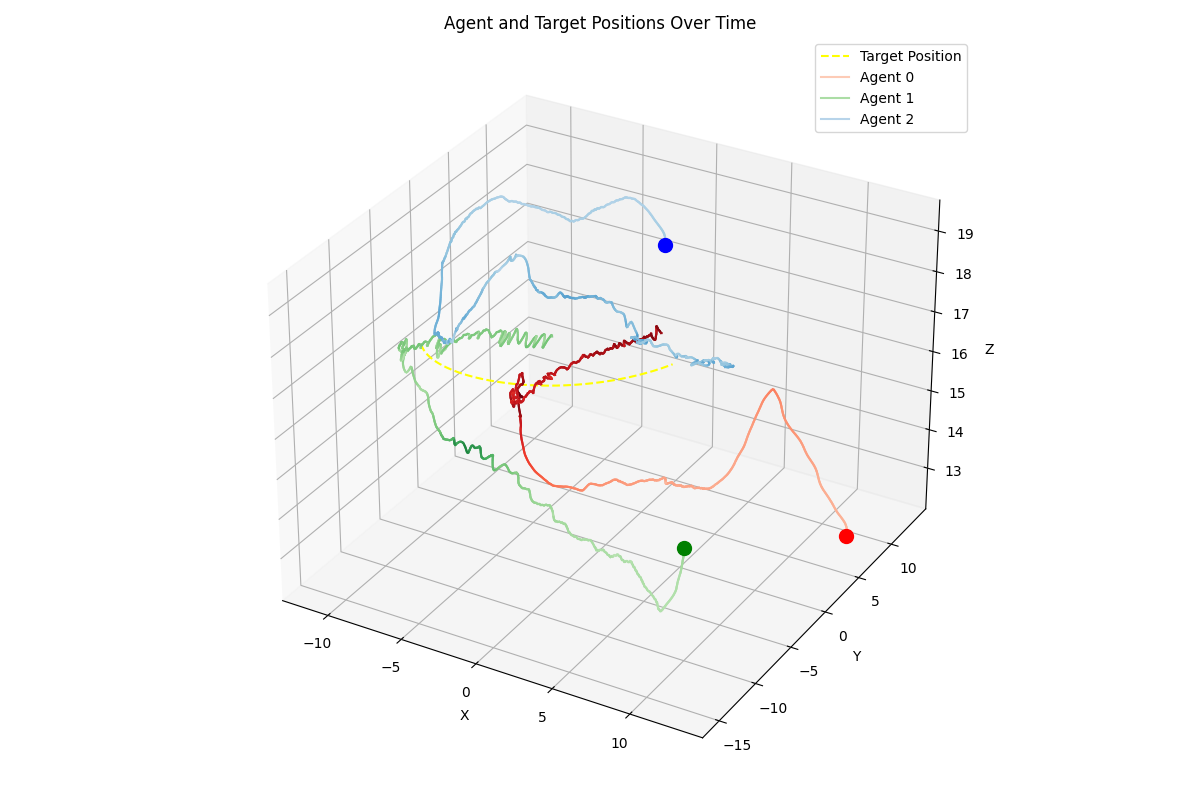 Agent and Target Positions Over Time
Target Position
Agent 0
Agent 1
Agent 2
19
18
17
16
15
14
13
Z
10
5
0
−5
−10
−15
Y
−10
−5
0
5
10
X